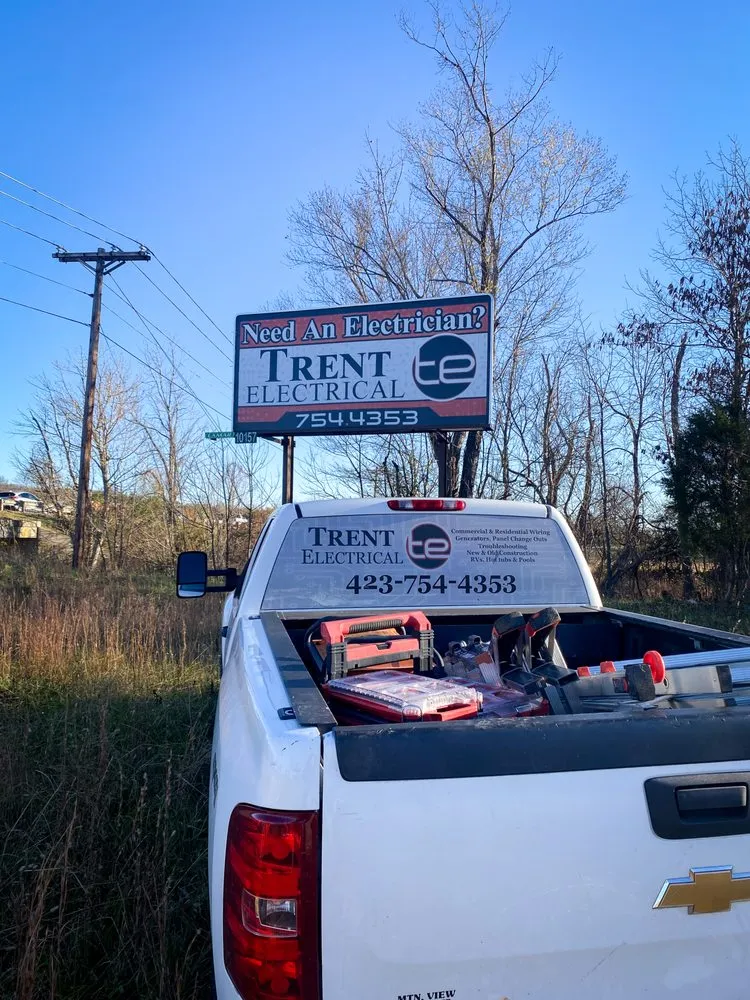 Need An Electrician?
TRENT
ELECTRICAL
te
754.4353
10157
TRENT
ELECTRICAL
te
Commercial & Residential Wiring
Generators, Panel Change Outs
Troubleshooting
New & Old Construction
RVs, Hot tubs & Pools
423-754-4353
MTN. VIEW